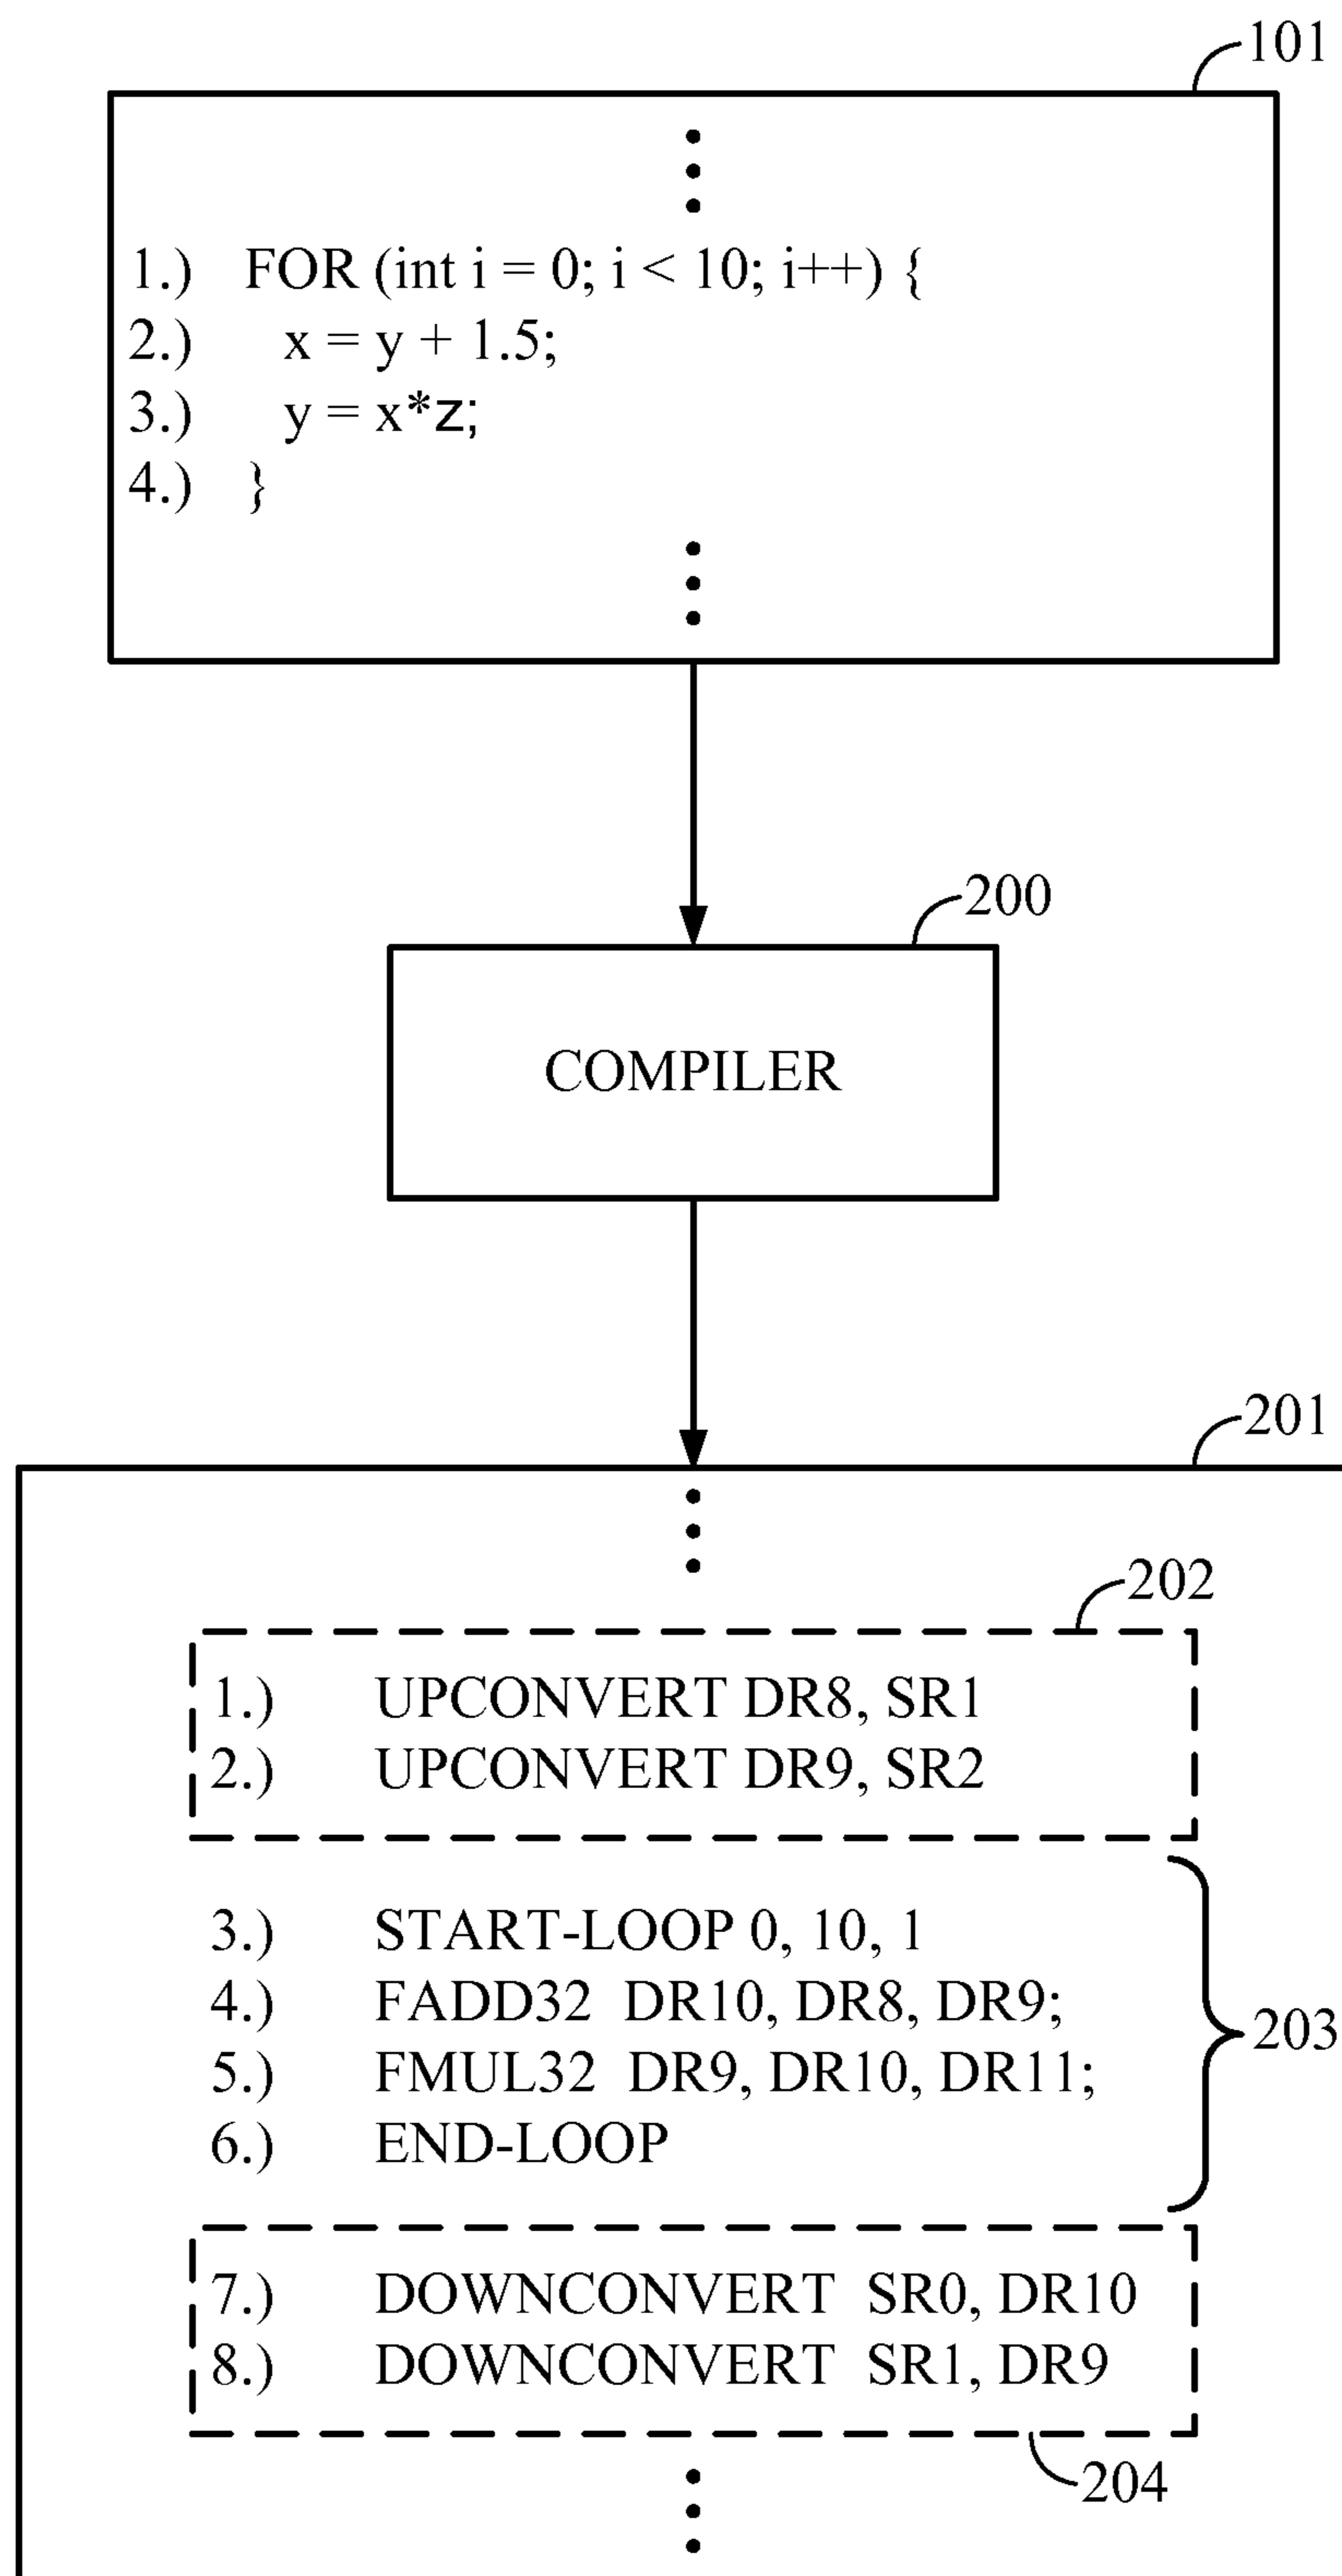 101
1.) FOR (int i = 0; i < 10; i++) {
2.) x = y + 1.5;
3.) y = x*z;
4.) }
200
COMPILER
201
202
1.) UPCONVERT DR8, SR1
2.) UPCONVERT DR9, SR2
3.) START-LOOP 0, 10, 1
4.) FADD32 DR10, DR8, DR9;
203
5.) FMUL32 DR9, DR10, DR11;
6.) END-LOOP
7.) DOWNCONVERT SR0, DR10
8.) DOWNCONVERT SR1, DR9
204